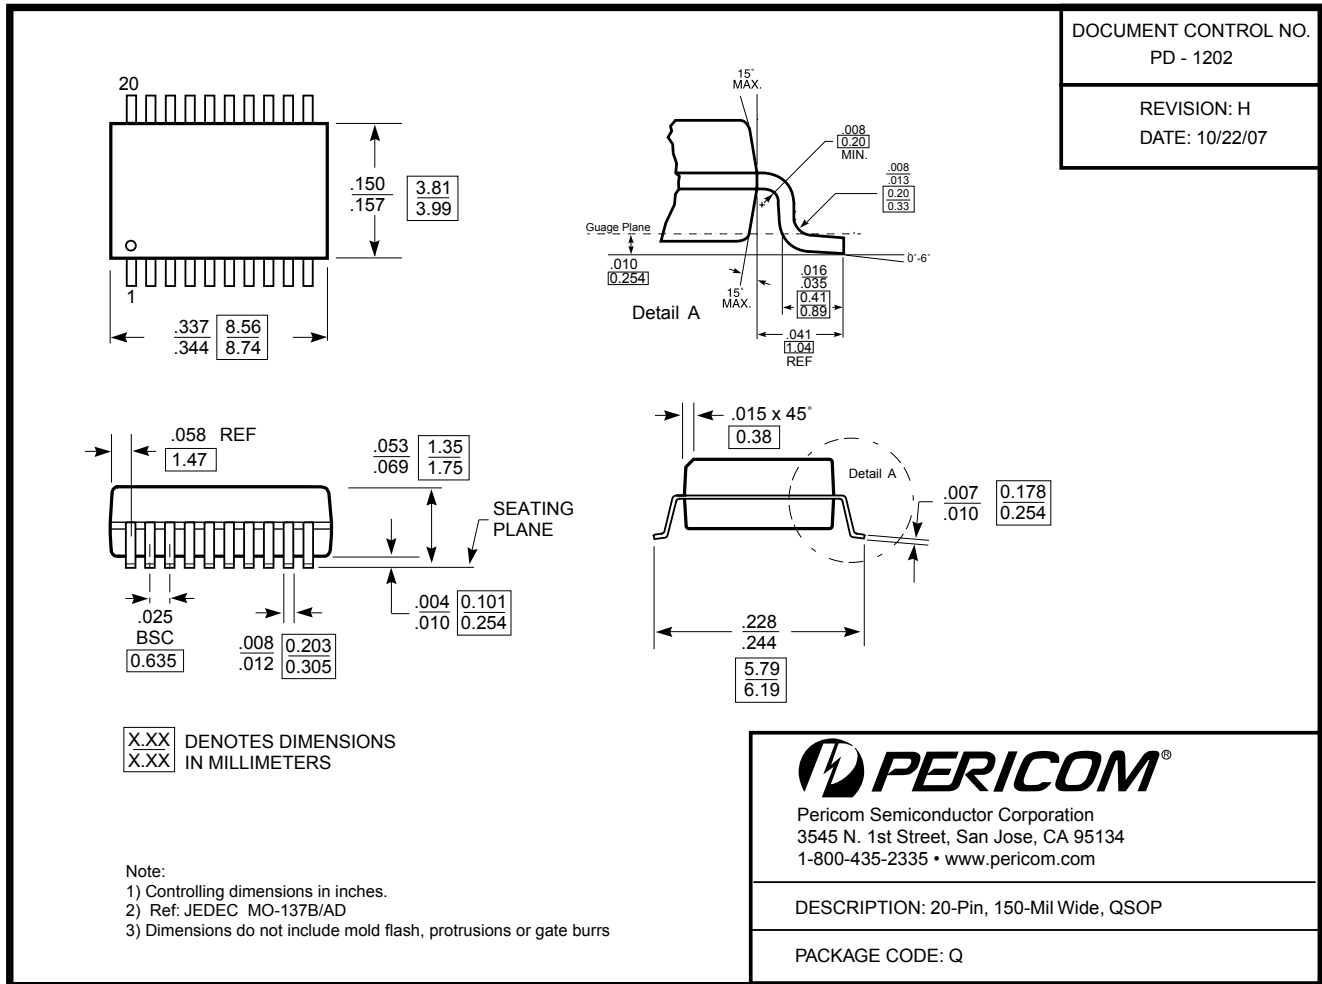 DOCUMENT CONTROL NO.
PD - 1202
REVISION: H
DATE: 10/22/07
20
1
.150
.157
3.81
3.99
.337
.344
8.56
8.74
15°
MAX.
.008
0.20
MIN.
.008
.013
0.20
0.33
Guage Plane
.010
0.254
Detail A
15°
MAX.
.016
.035
0.41
0.89
0°-6°
.041
1.04
REF
.058 REF
1.47
.053
.069
1.35
1.75
SEATING
PLANE
.004
.010
0.101
0.254
.025
BSC
0.635
.008
.012
0.203
0.305
.015 x 45°
0.38
Detail A
.007
.010
0.178
0.254
.228
.244
5.79
6.19
X.XX
X.XX
DENOTES DIMENSIONS
IN MILLIMETERS
Note:
1) Controlling dimensions in inches.
2) Ref: JEDEC MO-137B/AD
3) Dimensions do not include mold flash, protrusions or gate burrs
PERICOM®
Pericom Semiconductor Corporation
3545 N. 1st Street, San Jose, CA 95134
1-800-435-2335 • www.pericom.com
DESCRIPTION: 20-Pin, 150-Mil Wide, QSOP
PACKAGE CODE: Q